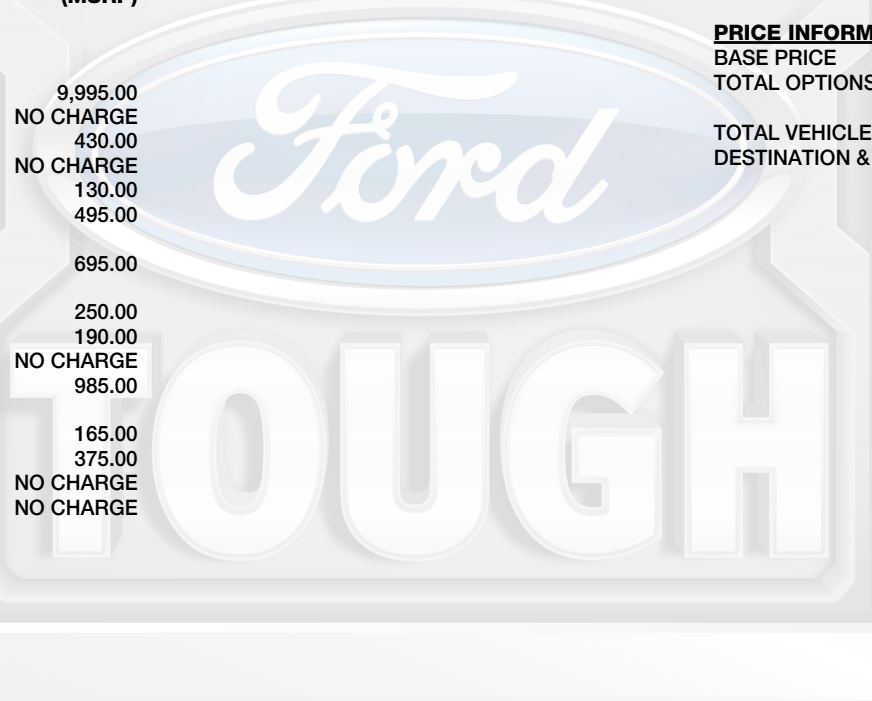 (MSRP)
9,995.00
NO CHARGE
430.00
NO CHARGE
130.00
495.00
695.00
250.00
190.00
NO CHARGE
985.00
165.00
375.00
NO CHARGE
NO CHARGE
PRICE INFORM
BASE PRICE
TOTAL OPTIONS
TOTAL VEHICLE
DESTINATION &
Ford
TOUGH